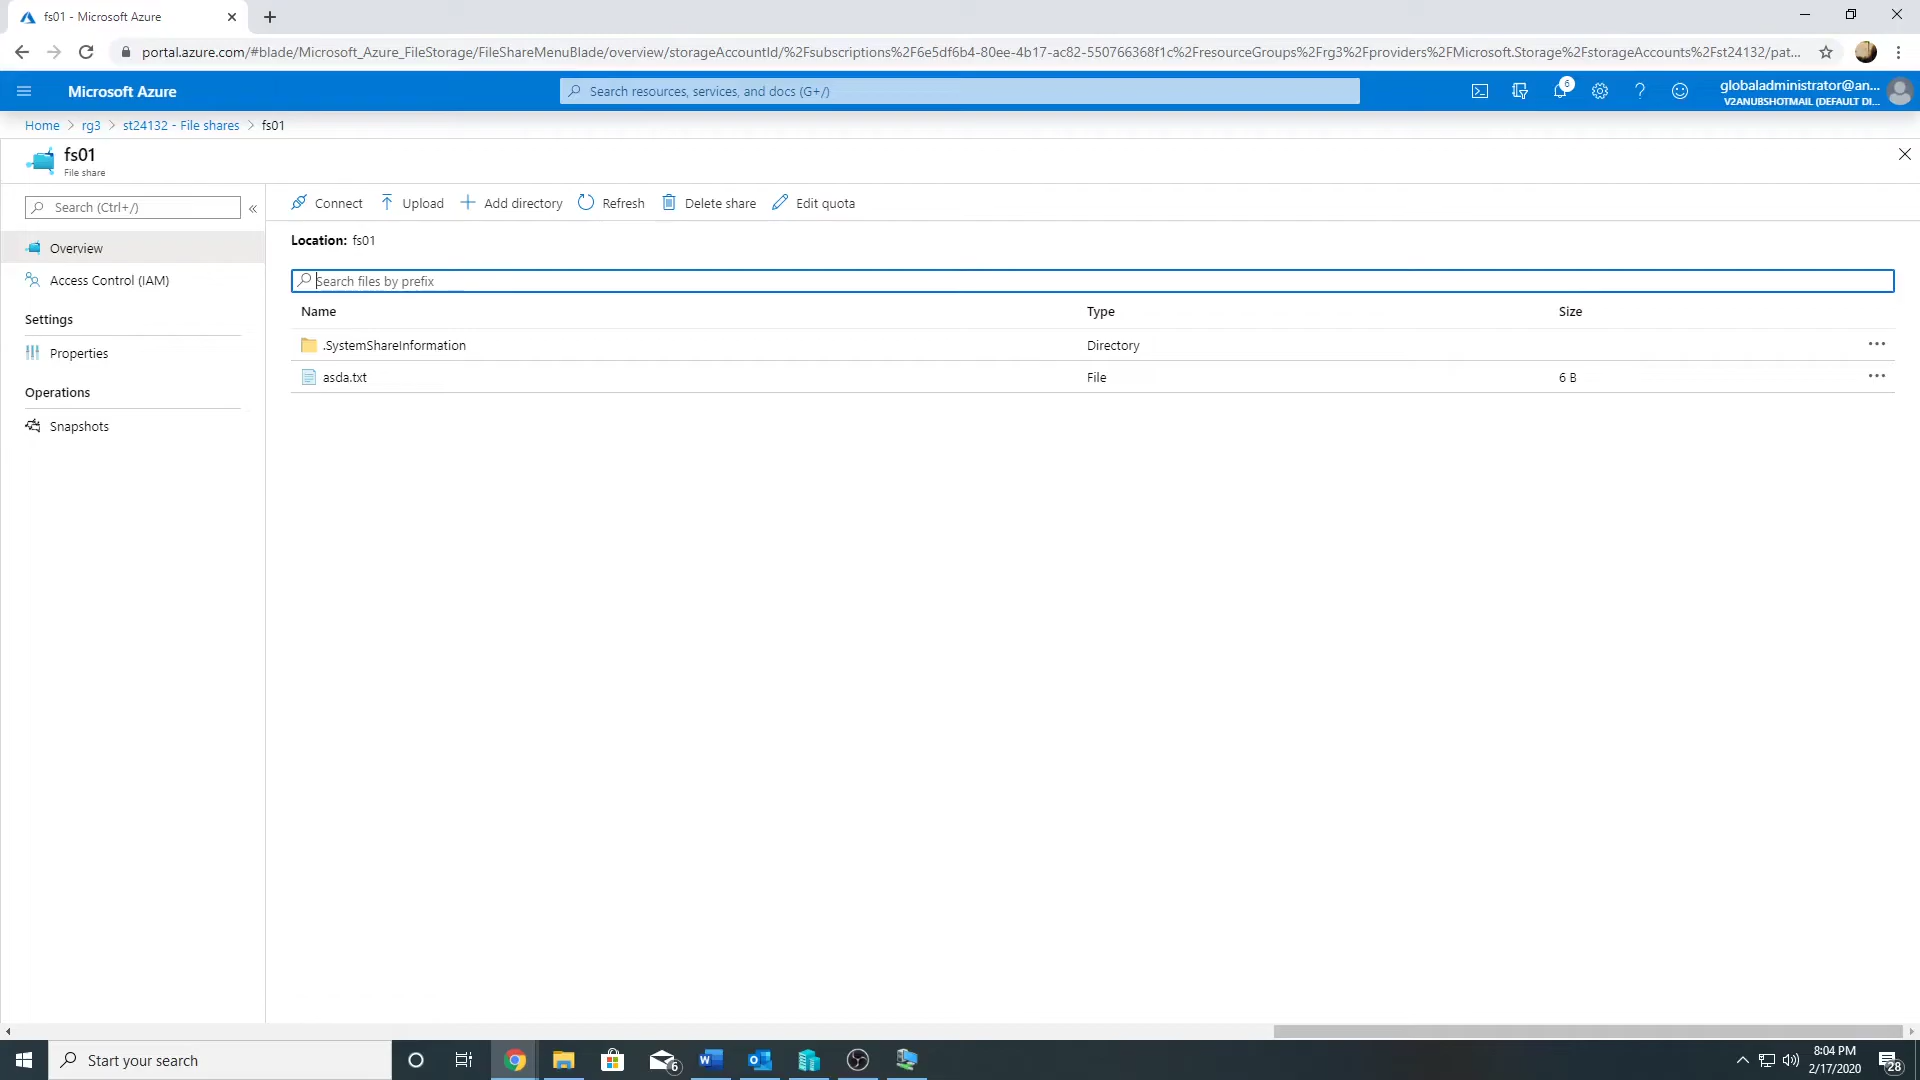 fs01 - Microsoft Azure
portal.azure.com/#blade/Microsoft_Azure_FileStorage/FileShareMenuBlade/overview/storageAccountId/%2Fsubscriptions%2F6e5df6b4-80ee-4b17-ac82-550766368f1c%2FresourceGroups%2Frg3%2Fproviders%2FMicrosoft.Storage%2FstorageAccounts%2Fst24132/pat...
Microsoft Azure
Search resources, services, and docs (G+/)
6
globaladministrator@an...
V2ANUBSHOTMAIL (DEFAULT DI...
Home > rg3 > st24132 - File shares > fs01
fs01
File share
Search (Ctrl+/)
«
Connect
Upload
Add directory
Refresh
Delete share
Edit quota
Location: fs01
Overview
Access Control (IAM)
Settings
Properties
Operations
Snapshots
Search files by prefix
Name Type Size
.SystemShareInformation Directory
asda.txt File 6 B
Start your search
6
8:04 PM
2/17/2020
28